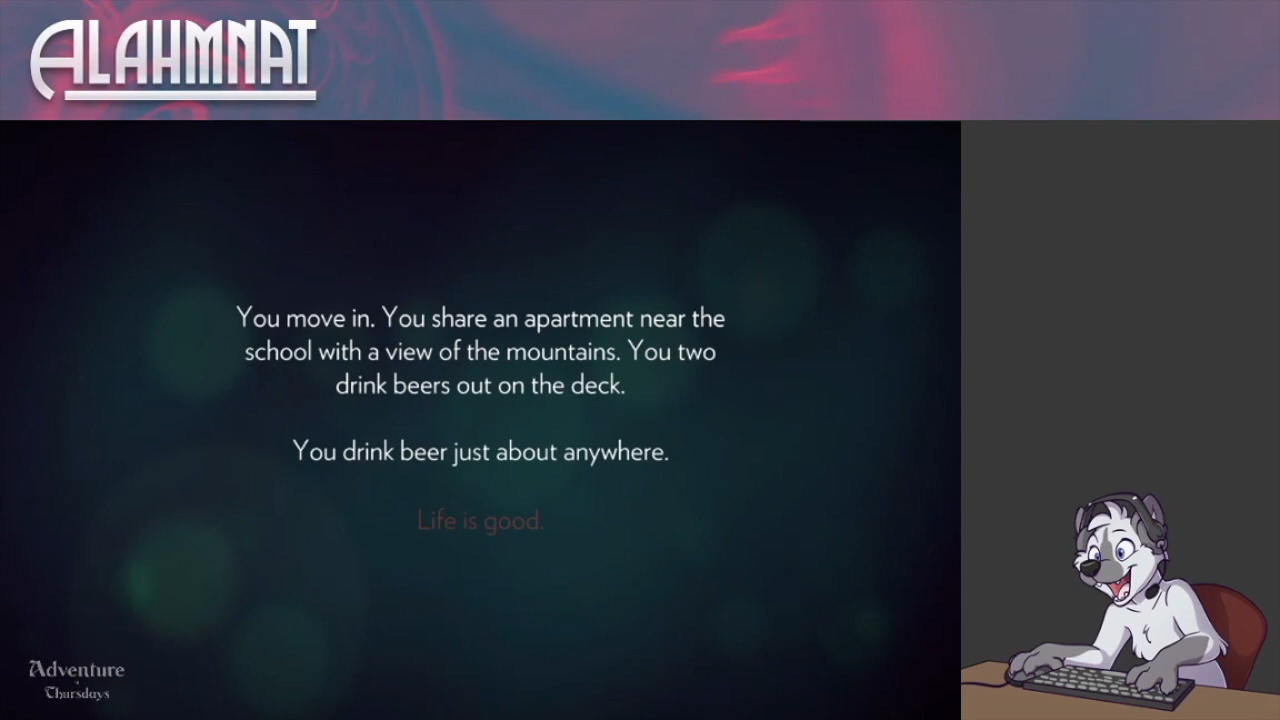 ALAHMNAT
You move in. You share an apartment near the
school with a view of the mountains. You two
drink beers out on the deck.
You drink beer just about anywhere.
Life is good.
Adventure
Thursdays